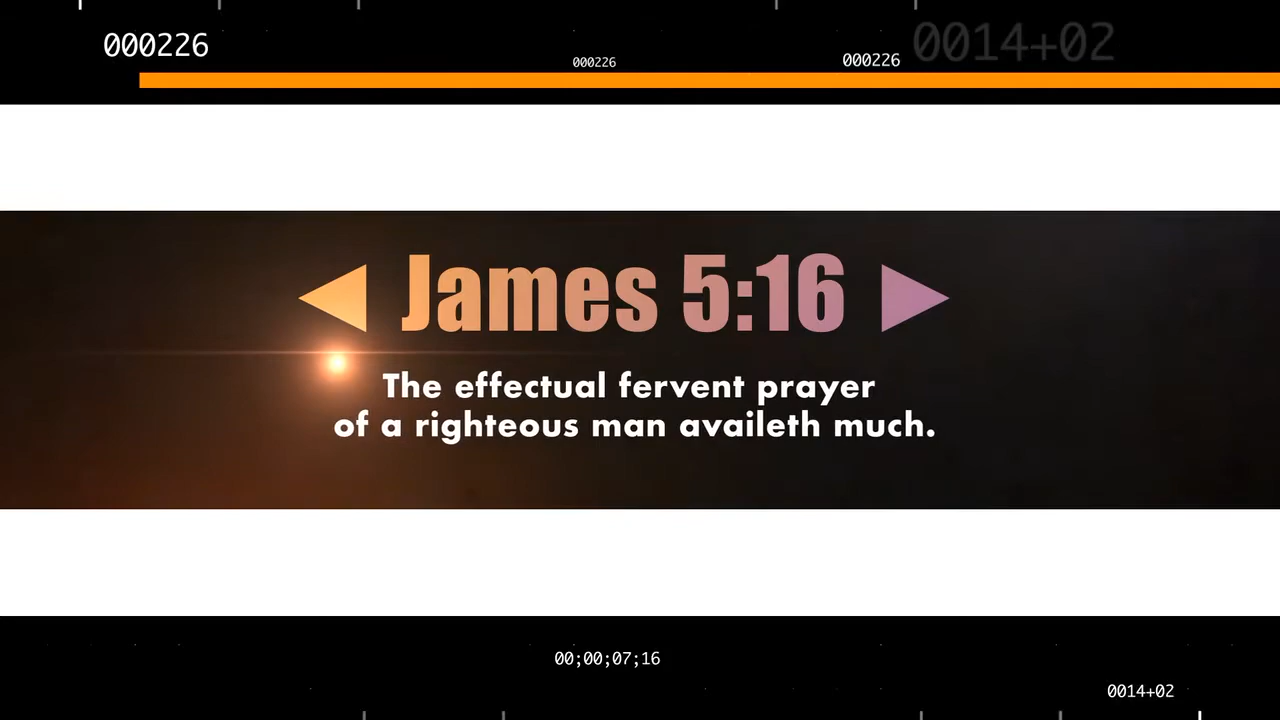 0014+02
000226
000226
000226
James 5:16
The effectual fervent prayer
of a righteous man availeth much.
00;00;07;16
0014+02